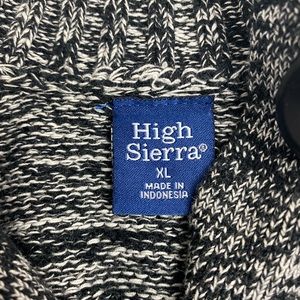 High
Sierra®
XL
MADE IN
INDONESIA